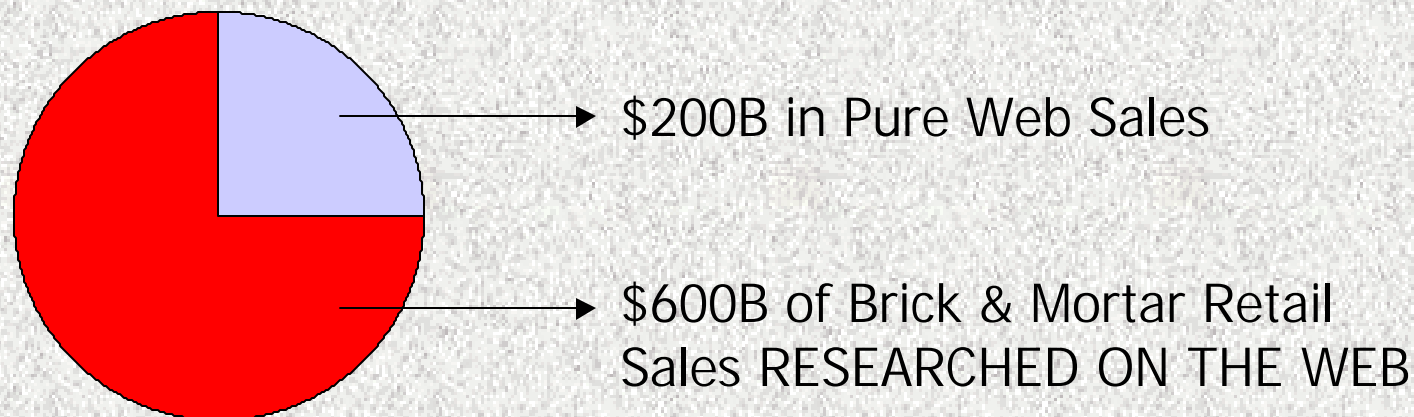 $200B in Pure Web Sales
$600B of Brick & Mortar Retail
Sales RESEARCHED ON THE WEB